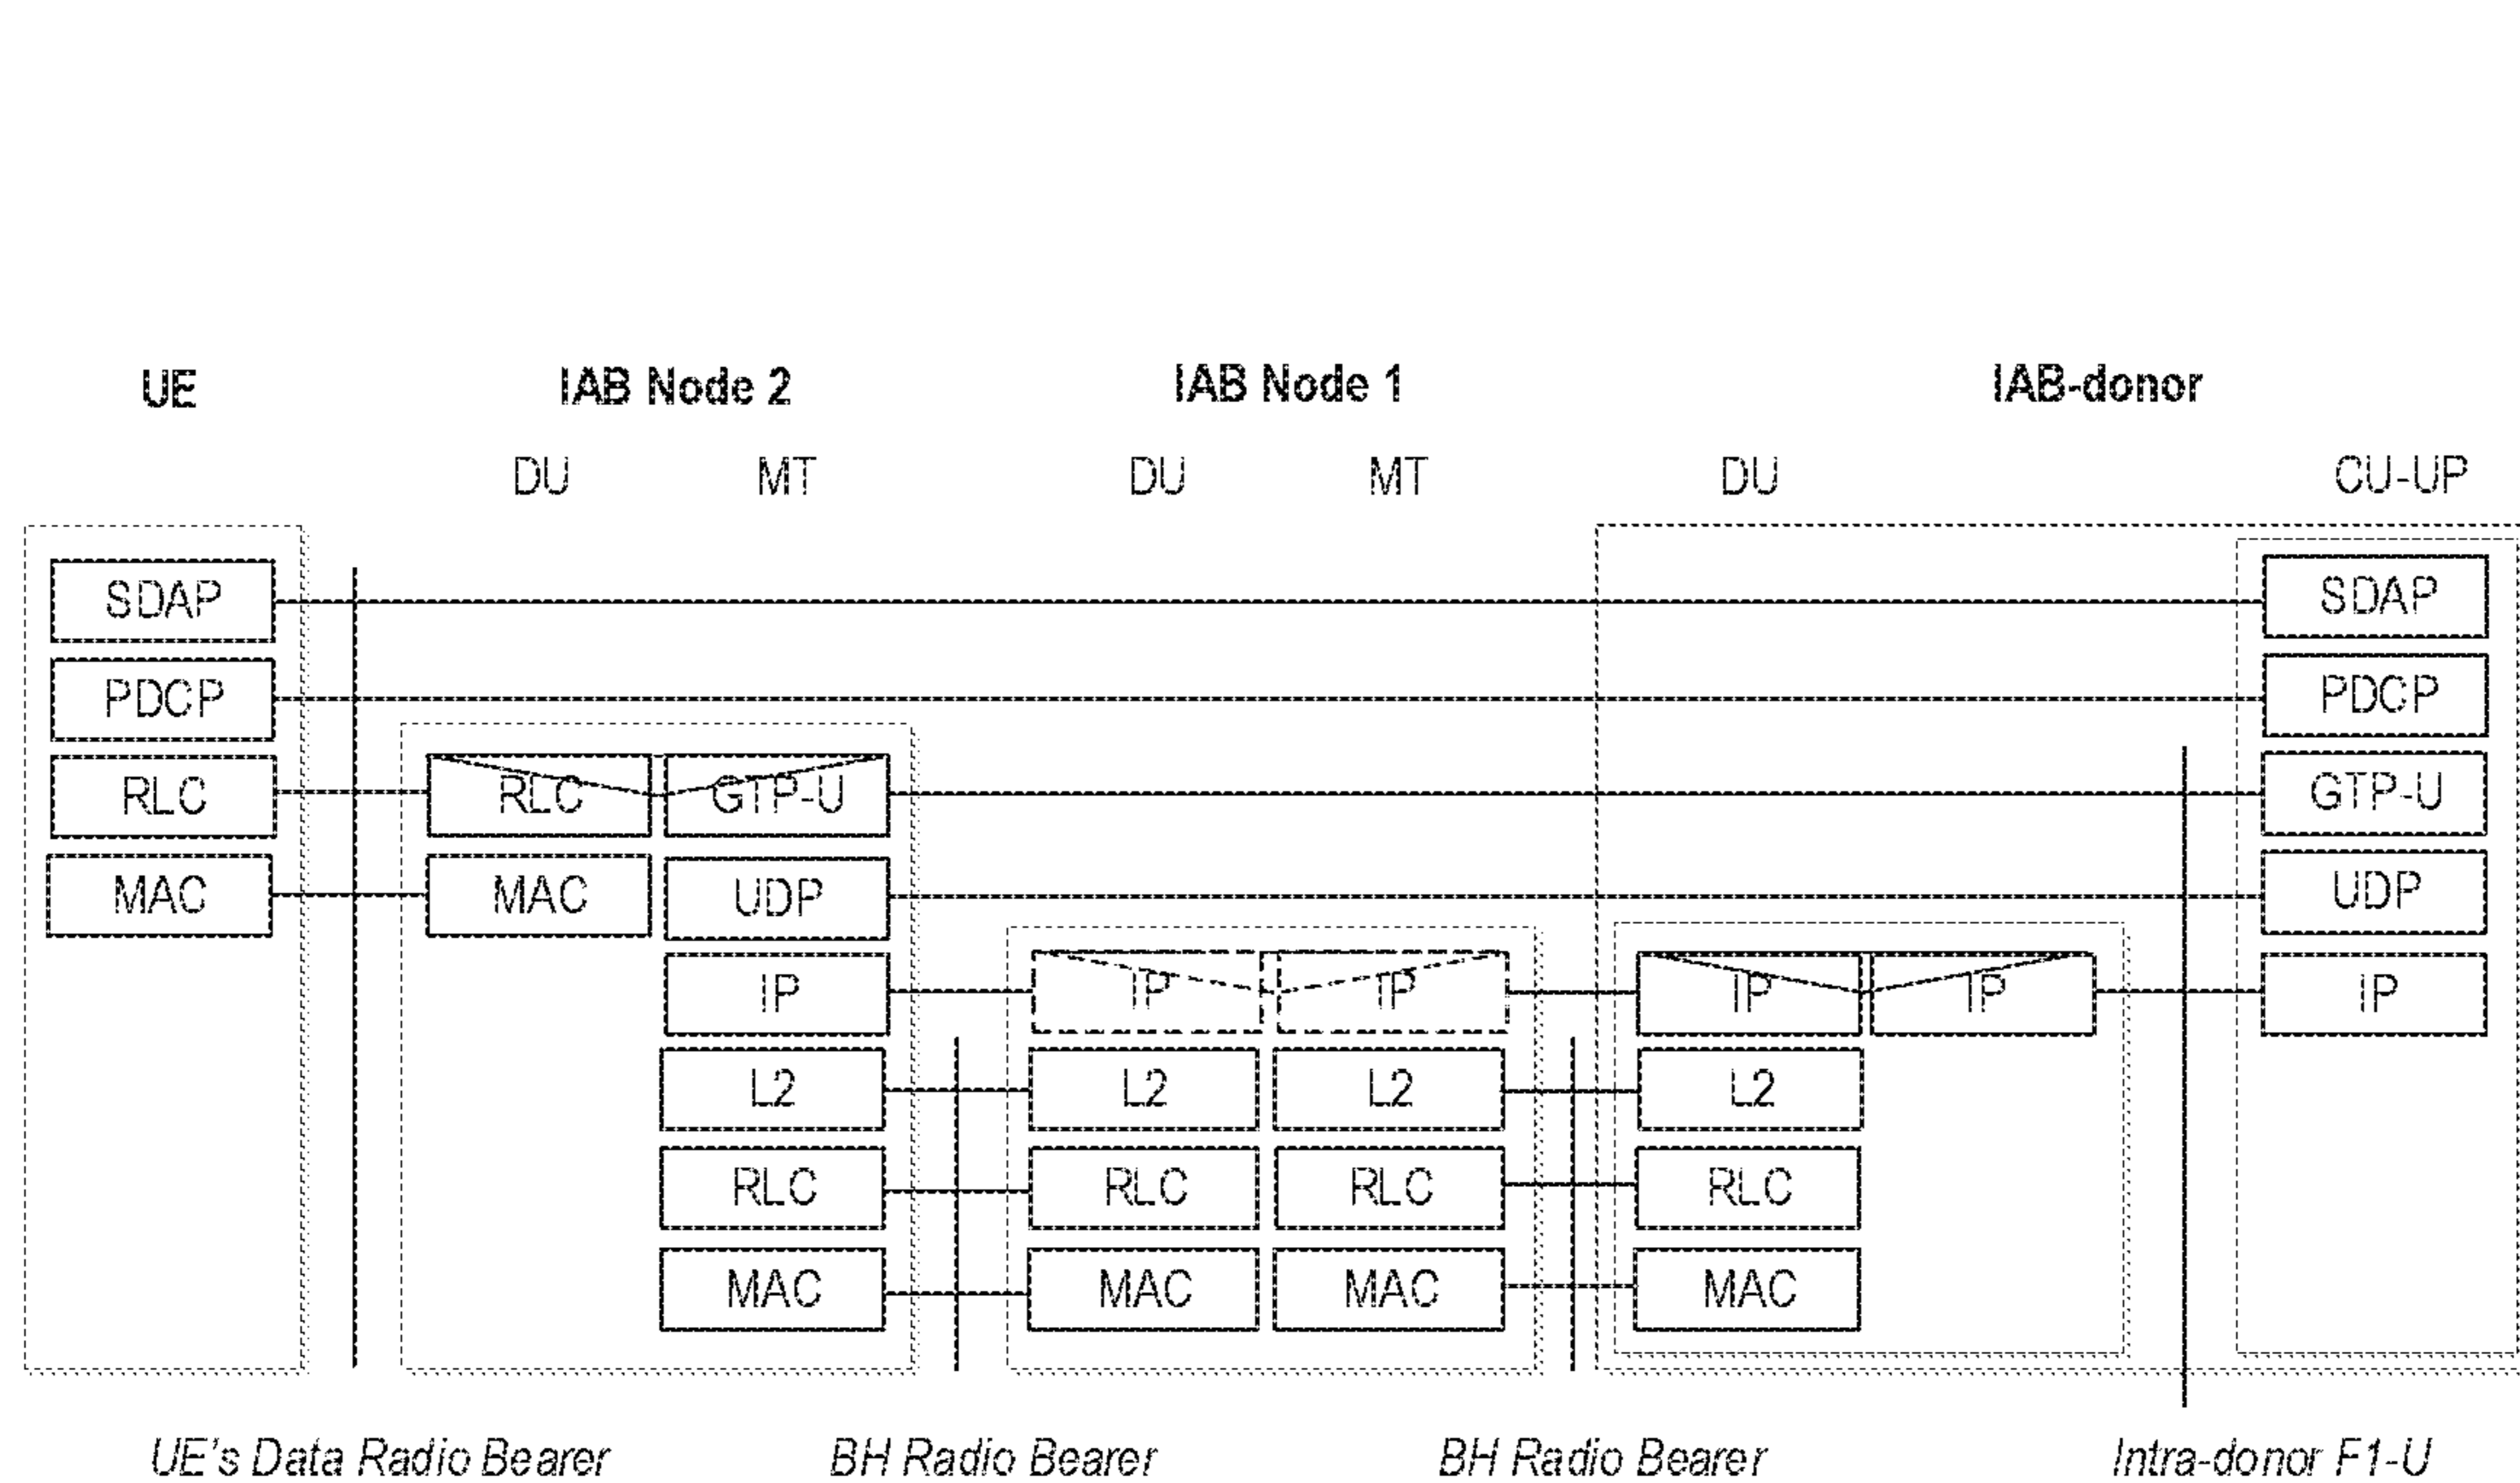 UE IAB Node 2 IAB Node 1 IAB-donor
DU MT DU MT DU CU-UP
SDAP SDAP
PDCP PDCP
RLC RLC GTP-U GTP-U
MAC MAC UDP UDP
IP IP IP IP IP IP
L2 L2 L2 L2
RLC RLC RLC RLC
MAC MAC MAC MAC
UE's Data Radio Bearer BH Radio Bearer BH Radio Bearer Intra-donor F1-U